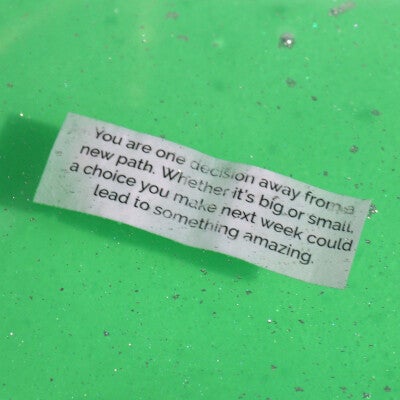 You are one decision away from a
new path. Whether it's big or small,
a choice you make next week could
lead to something amazing.